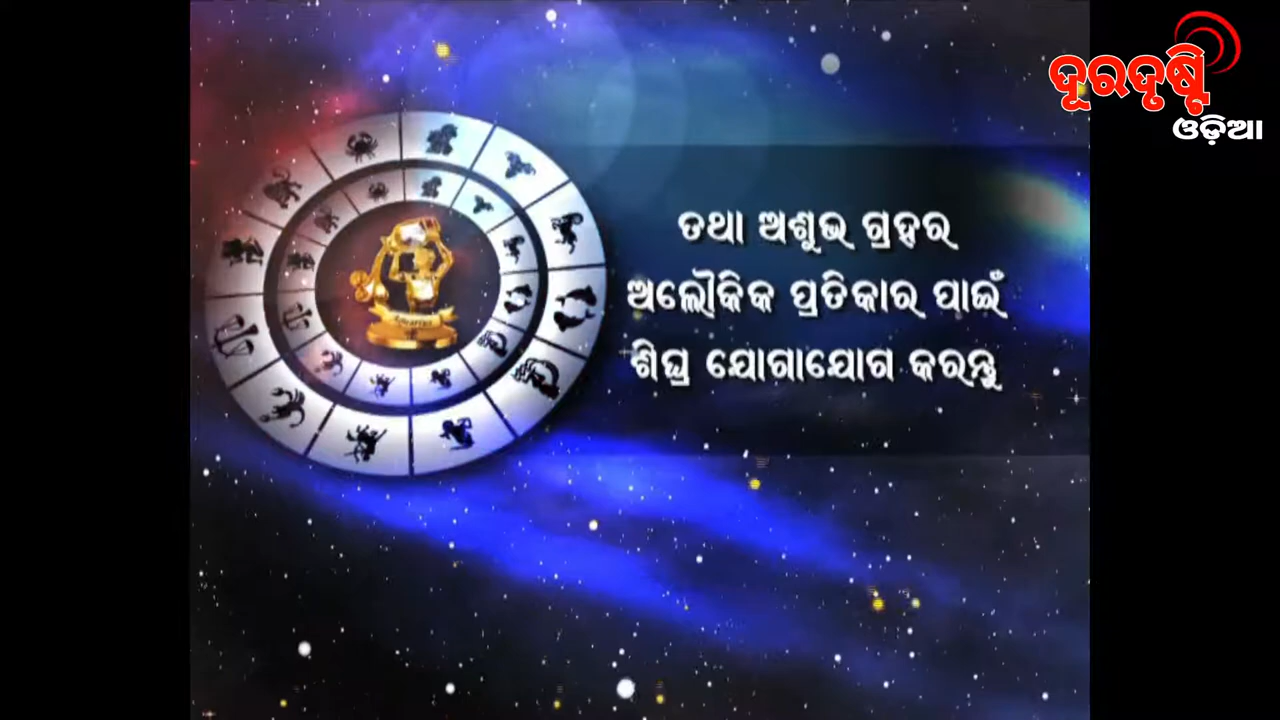 ଦୂରଦୃଷ୍ଟି
ଓଡ଼ିଆ
ତଥା ଅଶୁଭ ଗ୍ରହର
ଅଲୌକିକ ପ୍ରତିକାର ପାଇଁ
ଶିଘ୍ର ଯୋଗାଯୋଗ କରନ୍ତୁ